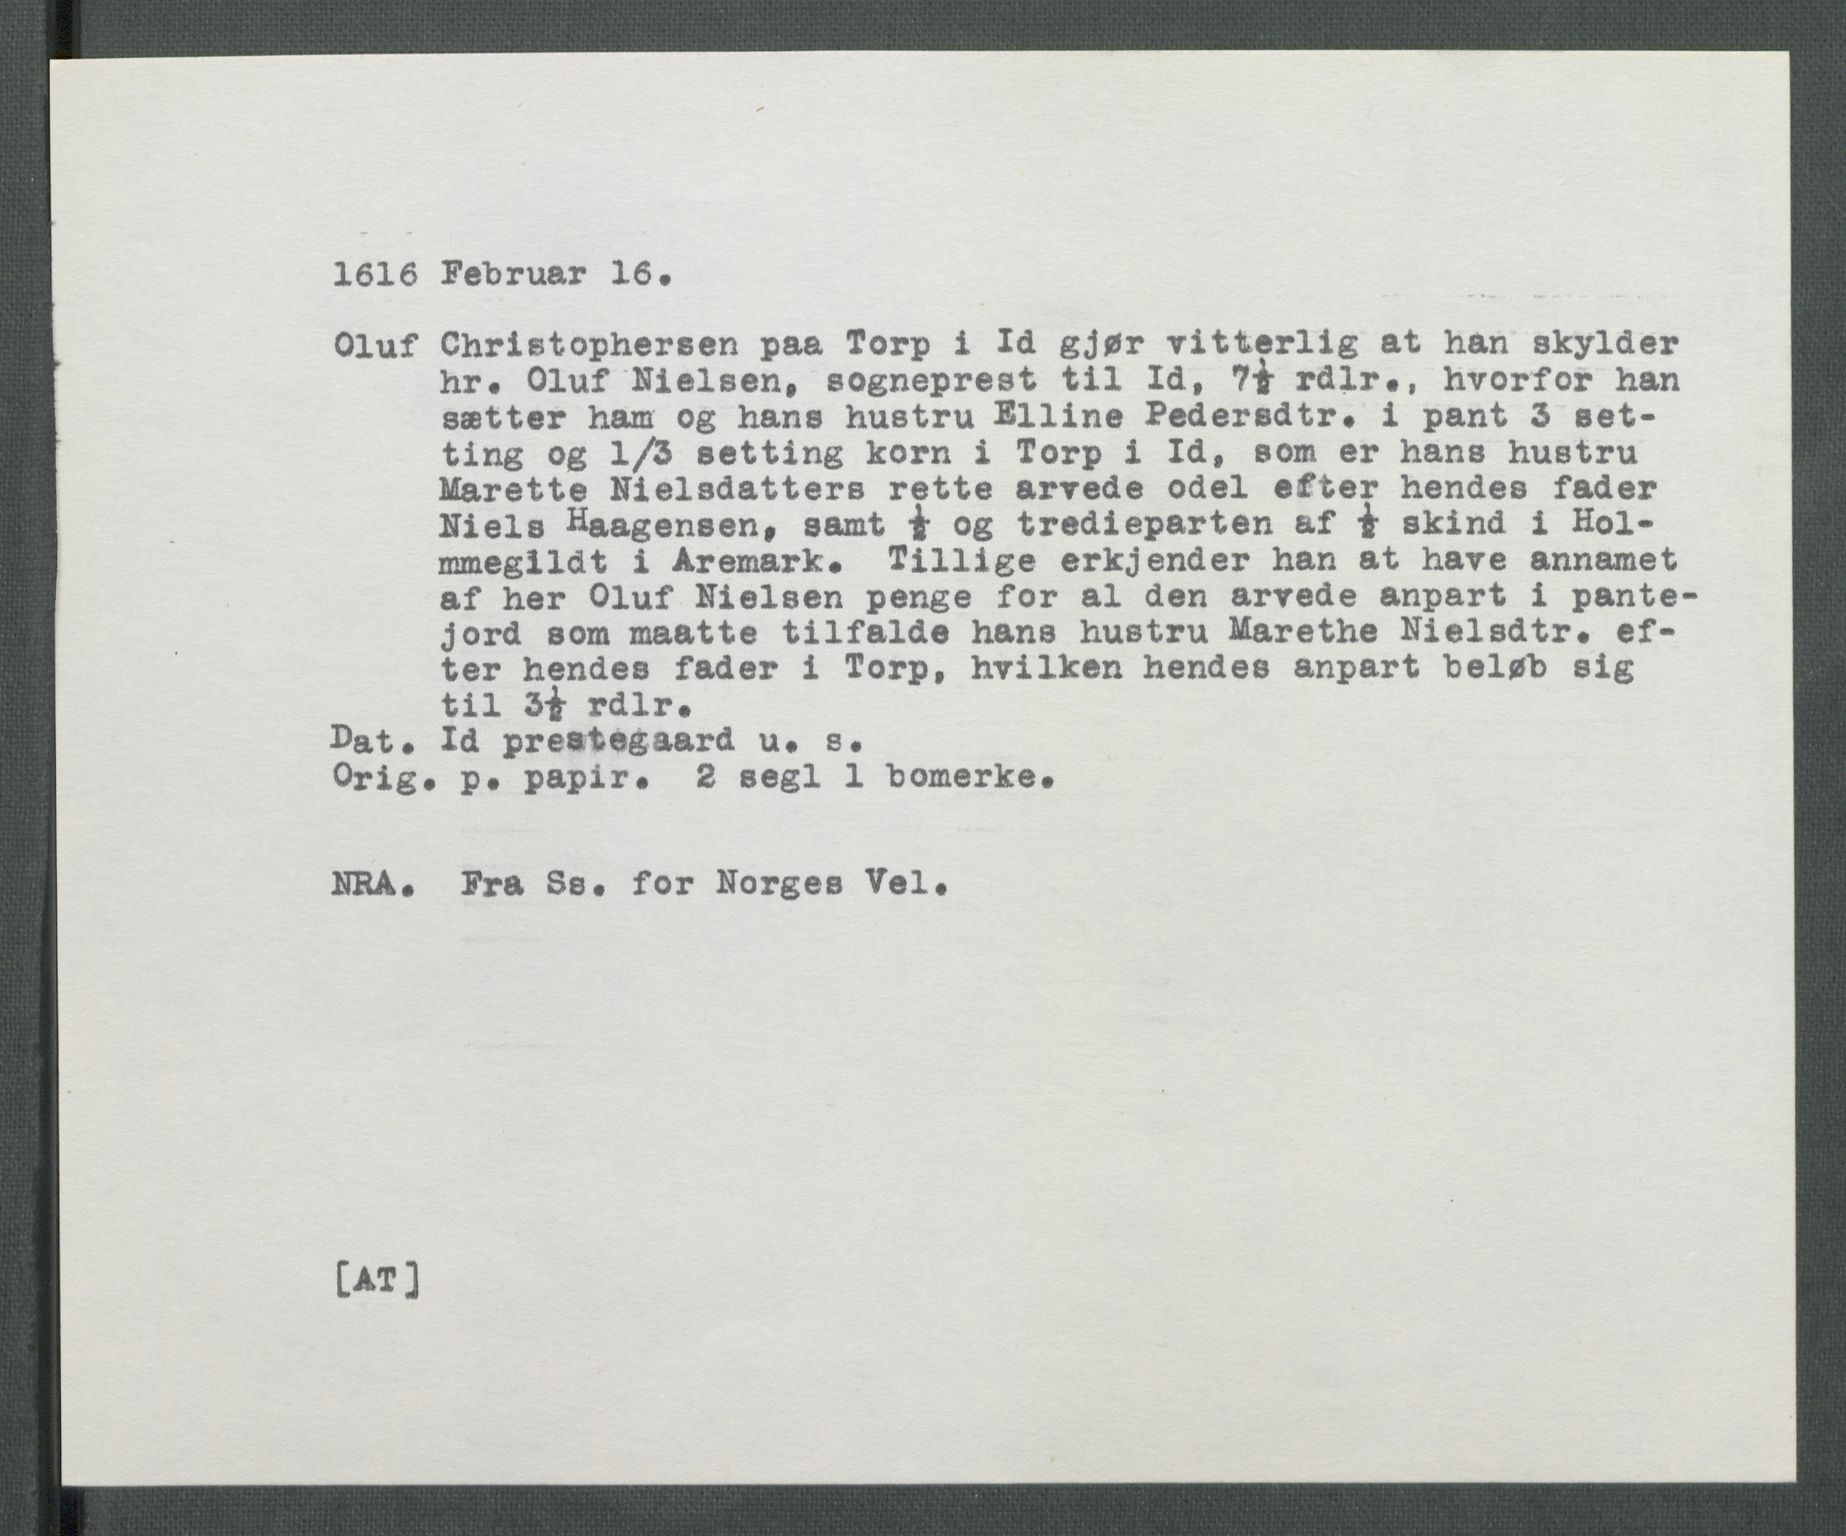 1616 Februar 16.
Oluf Christophersen paa Torp i Id gjør vitterlig at han skylder
hr. Oluf Nielsen, sogneprest til Id, 7½ rdlr., hvorfor han
sætter ham og hans hustru Elline Pedersdtr. i pant 3 set-
ting og 1/3 setting korn i Torp i Id, som er hans hustru
Marette Nielsdatters rette arvede odel efter hendes fader
Niels Haagensen, samt ½ og tredieparten af ½ skind i Hol-
mmegildt i Aremark. Tillige erkjender han at have annamet
af her Oluf Nielsen penge for al den arvede anpart i pante-
jord som maatte tilfalde hans hustru Marethe Nielsdtr. ef-
ter hendes fader i Torp, hvilken hendes anpart beløb sig
til 3½ rdlr.
Dat. Id prestegaard u. s.
Orig. p. papir. 2 segl 1 bomerke.
NRA. Fra Ss. for Norges Vel.
[AT]